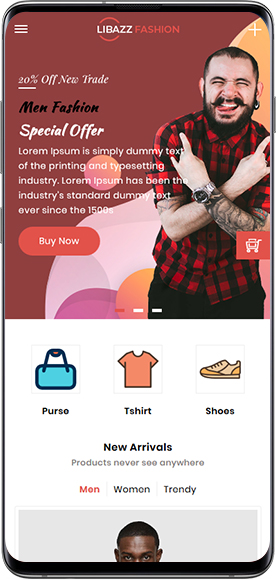 LIBAZZ FASHION
20% Off New Trade
Men Fashion
Special Offer
Lorem Ipsum is simply dummy text
of the printing and typesetting
industry. Lorem Ipsum has been the
industry's standard dummy text
ever since the 1500s
Buy Now
Purse
Tshirt
Shoes
New Arrivals
Products never see anywhere
Men
Women
Trendy